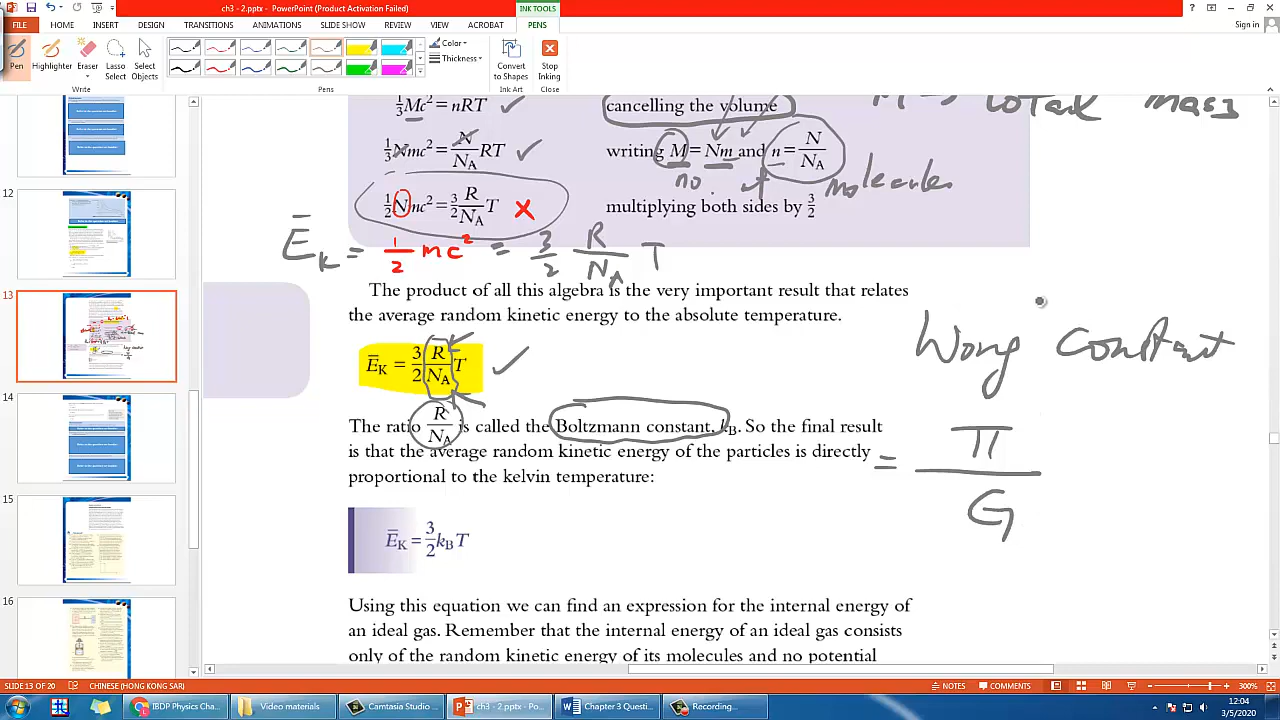 ch3 - 2.pptx - PowerPoint (Product Activation Failed)
INK TOOLS
Sign in
FILE HOME INSERT DESIGN TRANSITIONS ANIMATIONS SLIDE SHOW REVIEW VIEW ACROBAT PENS
Pen Highlighter Eraser Lasso Select Select Objects
Color
Thickness
Convert to Shapes
Stop Inking
Write Pens Ink Art Close
1/3 Mc² = nRT cancelling the volume M total mass
1/3 Nmc² = N/N_A RT writing M = Nm and n = N/N_A
no of molecules
1/2 Nmc² = 3/2 R/N_A T multiplying both sides by 3/2
Ē_K = 1/2 mc² = 3/2 R/N_A T
The product of all this algebra is the very important result that relates
the average random kinetic energy to the absolute temperature.
Wong constant
Ē_K = 3/2 R/N_A T
The ratio R/N_A is called the Boltzmann constant, k_B. So the final result
is that the average random kinetic energy of the particles is directly
proportional to the kelvin temperature:
= π/G
Ē_K = 3/2 k_B T
Using this equation we can find an expression for the internal energy of
an ideal gas. Remember that the internal energy of an ideal gas consists
only of the random kinetic energy of its molecules and no potential
12
13
14
15
16
SLIDE 13 OF 20 CHINESE (HONG KONG SAR) NOTES COMMENTS 300%
IBDP Physics Cha... Video materials Camtasia Studio ... ch3 - 2.pptx - Pow... Chapter 3 Questi... Recording...
12:04
3/5/2020